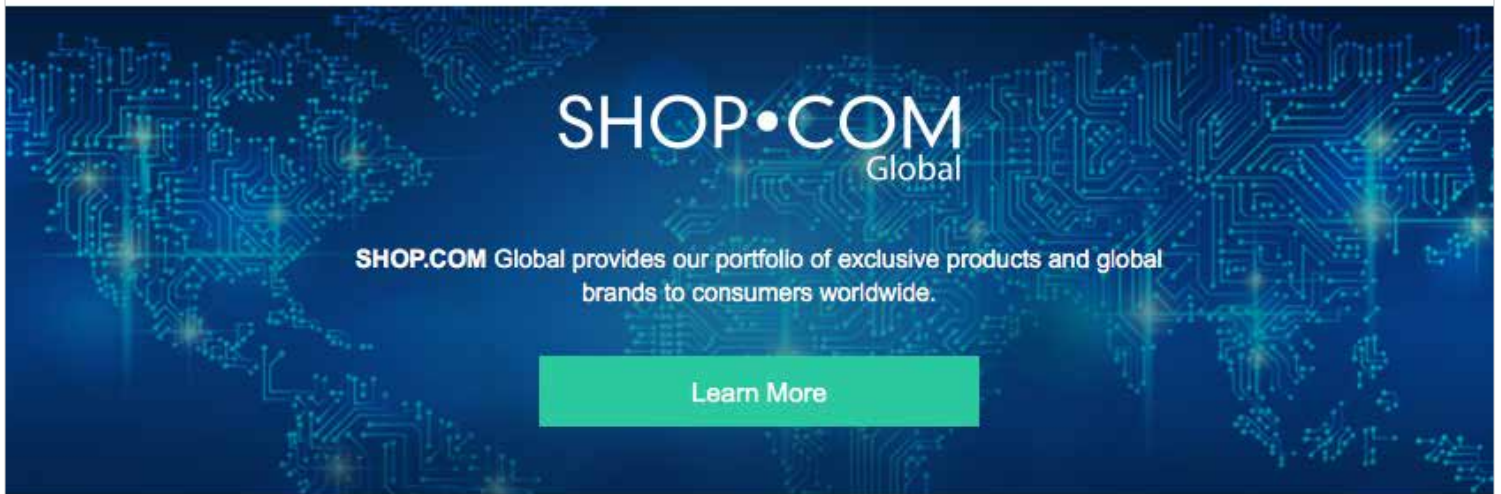 SHOP•COM
Global
SHOP.COM Global provides our portfolio of exclusive products and global
brands to consumers worldwide.
Learn More